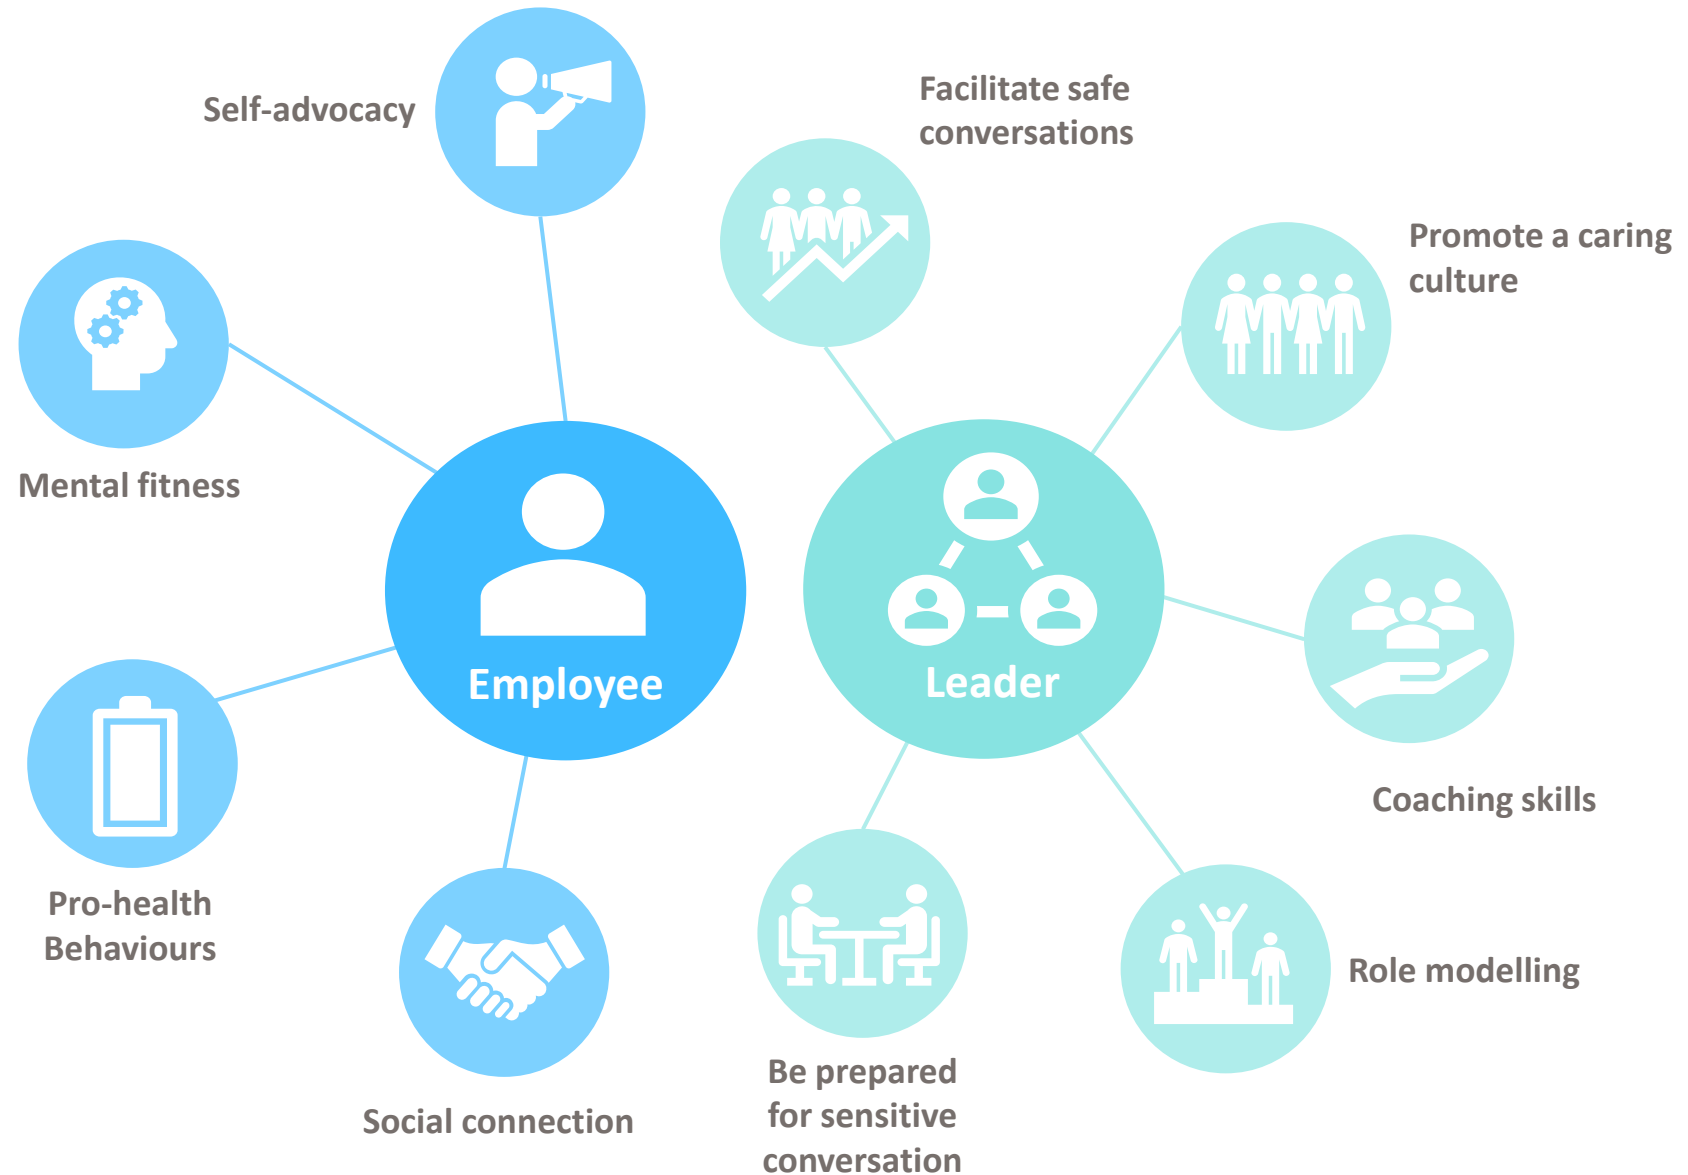 Self-advocacy
Facilitate safe
conversations
Promote a caring
culture
Mental fitness
Employee
Leader
Coaching skills
Pro-health
Behaviours
Role modelling
Social connection
Be prepared
for sensitive
conversation